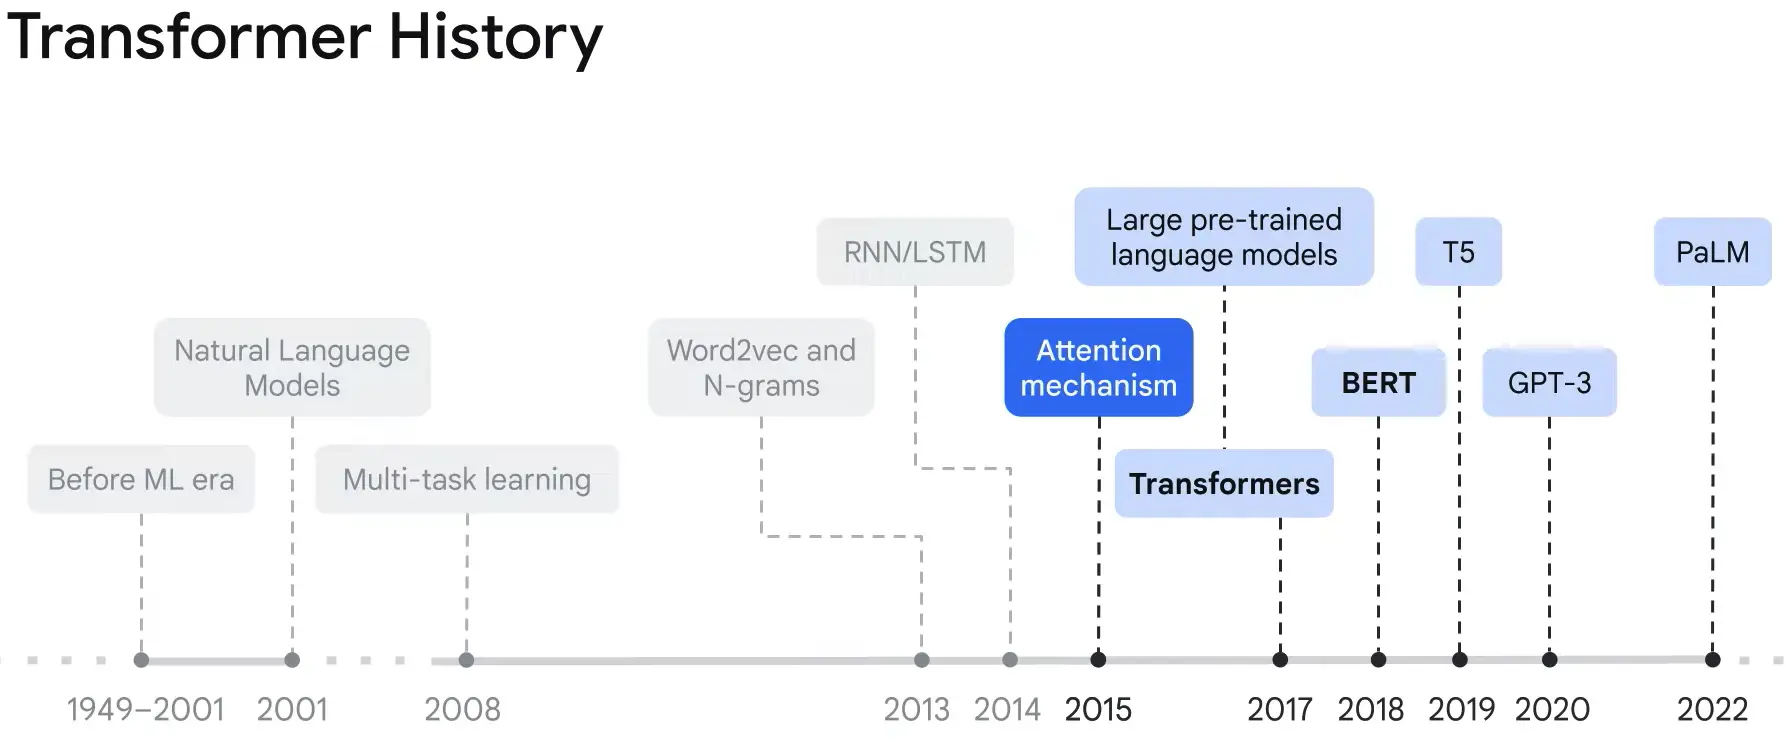 Transformer History
Large pre-trained
language models
RNN/LSTM
T5
PaLM
Natural Language
Models
Word2vec and
N-grams
Attention
mechanism
BERT
GPT-3
Before ML era
Multi-task learning
Transformers
1949–2001
2001
2008
2013
2014
2015
2017
2018
2019
2020
2022